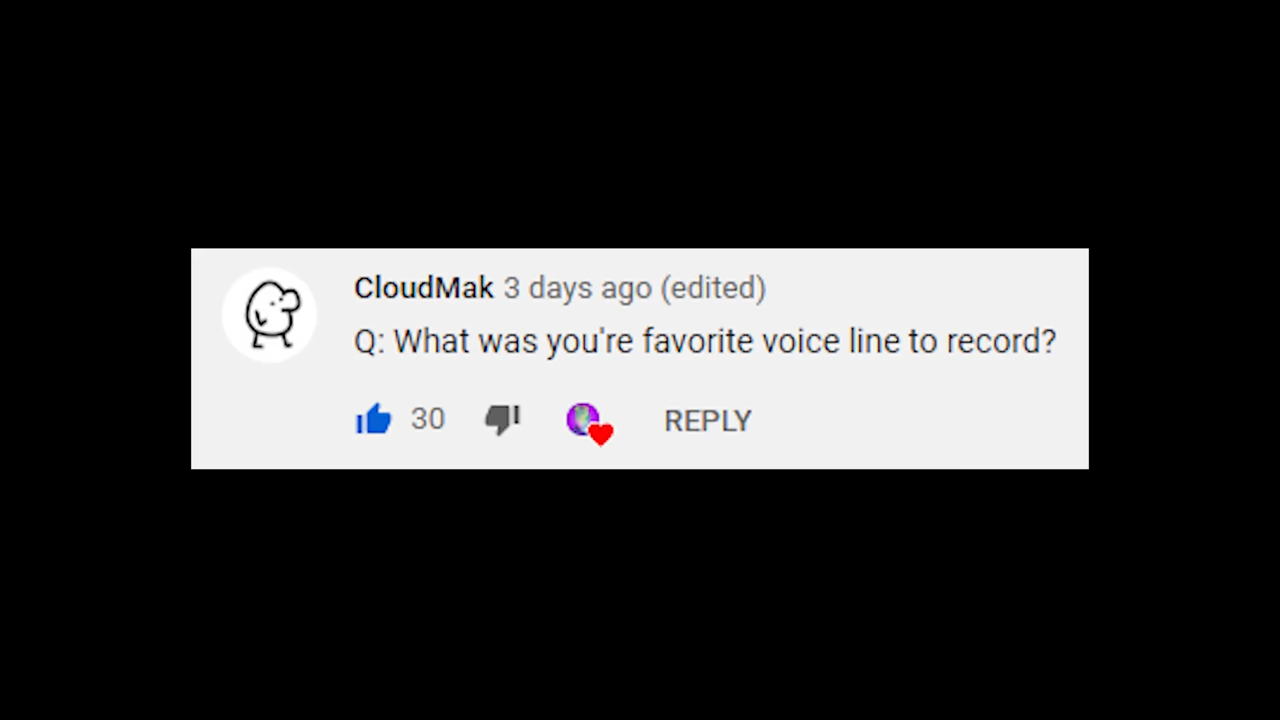 CloudMak 3 days ago (edited)
Q: What was you're favorite voice line to record?
30 REPLY